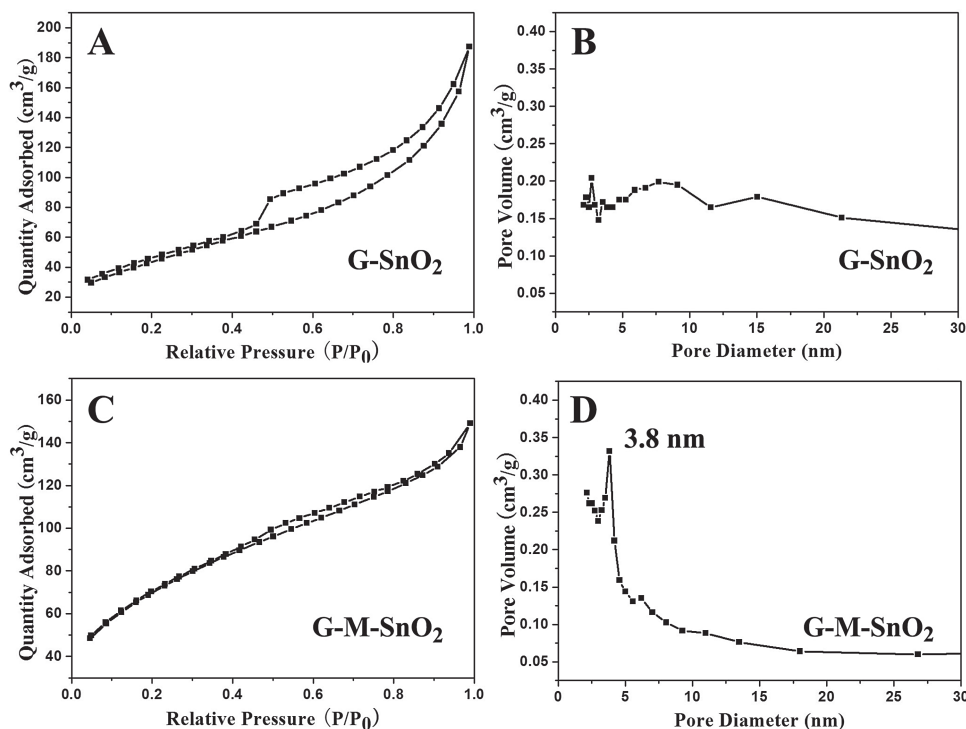 A
Quantity Adsorbed (cm³/g)
200
180
160
140
120
100
80
60
40
20
G-SnO₂
0.0 0.2 0.4 0.6 0.8 1.0
Relative Pressure (P/P₀)
B
Pore Volume (cm³/g)
0.40
0.35
0.30
0.25
0.20
0.15
0.10
0.05
0.00
G-SnO₂
0 5 10 15 20 25 30
Pore Diameter (nm)
C
Quantity Adsorbed (cm³/g)
160
140
120
100
80
60
40
G-M-SnO₂
0.0 0.2 0.4 0.6 0.8 1.0
Relative Pressure (P/P₀)
D
3.8 nm
Pore Volume (cm³/g)
0.40
0.35
0.30
0.25
0.20
0.15
0.10
0.05
G-M-SnO₂
0 5 10 15 20 25 30
Pore Diameter (nm)